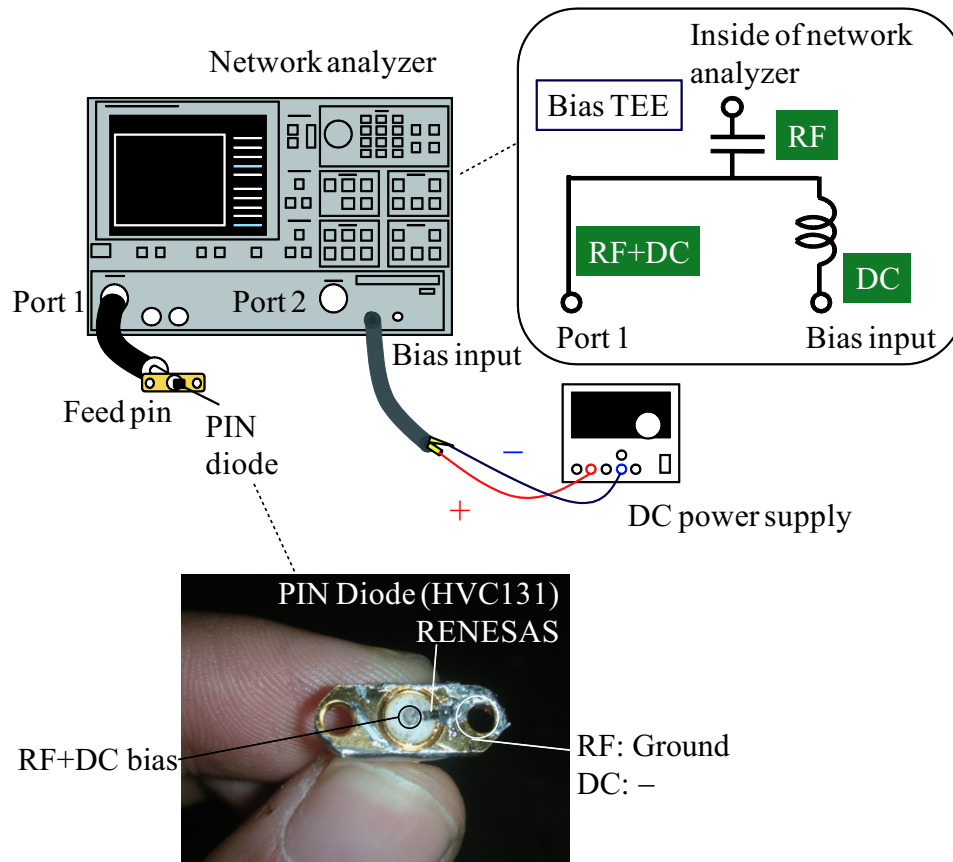 Inside of network
analyzer
Network analyzer
Bias TEE
RF
RF+DC
DC
Port 1
Port 2
Port 1
Bias input
Bias input
Feed pin
PIN
diode
−
+
DC power supply
PIN Diode (HVC131)
RENESAS
RF+DC bias
RF: Ground
DC: −